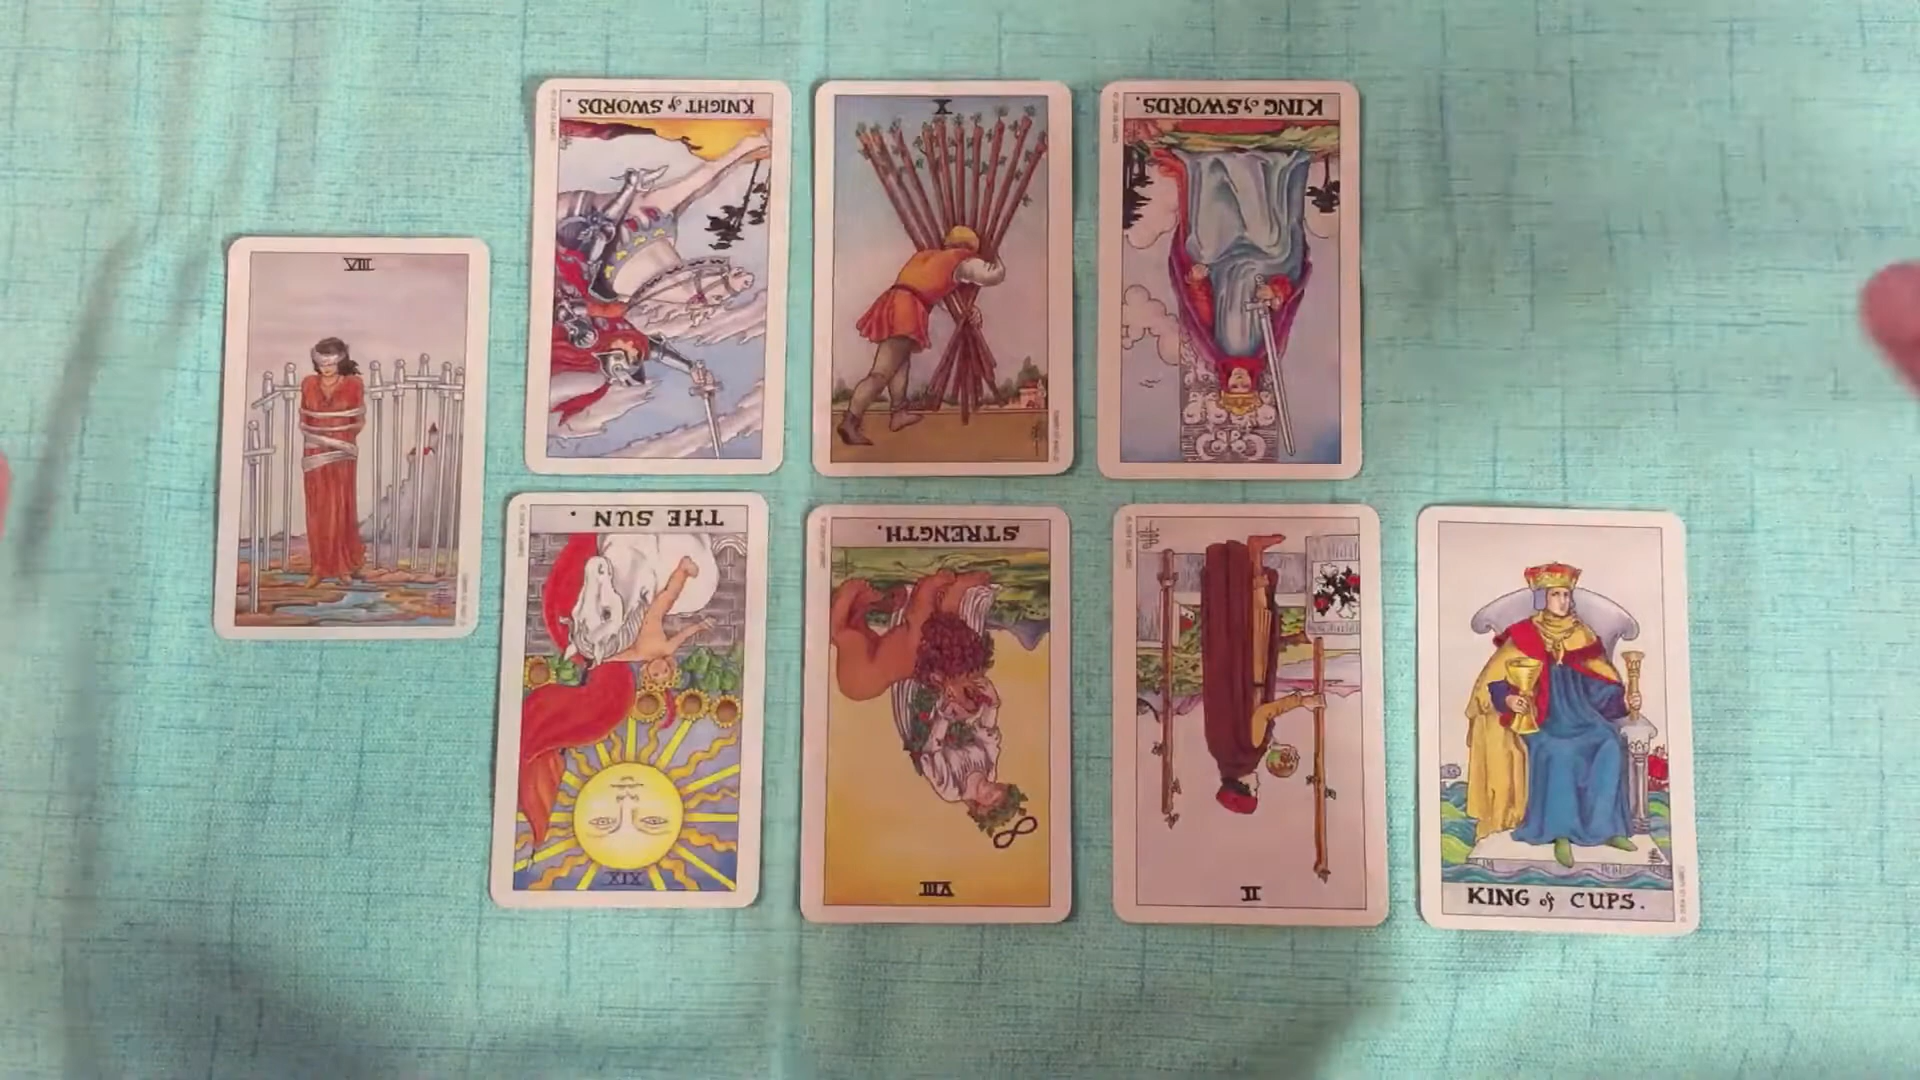 VIII
KNIGHT of SWORDS.
X
KING of SWORDS.
THE SUN.
XIX
STRENGTH.
VIII
II
KING of CUPS.